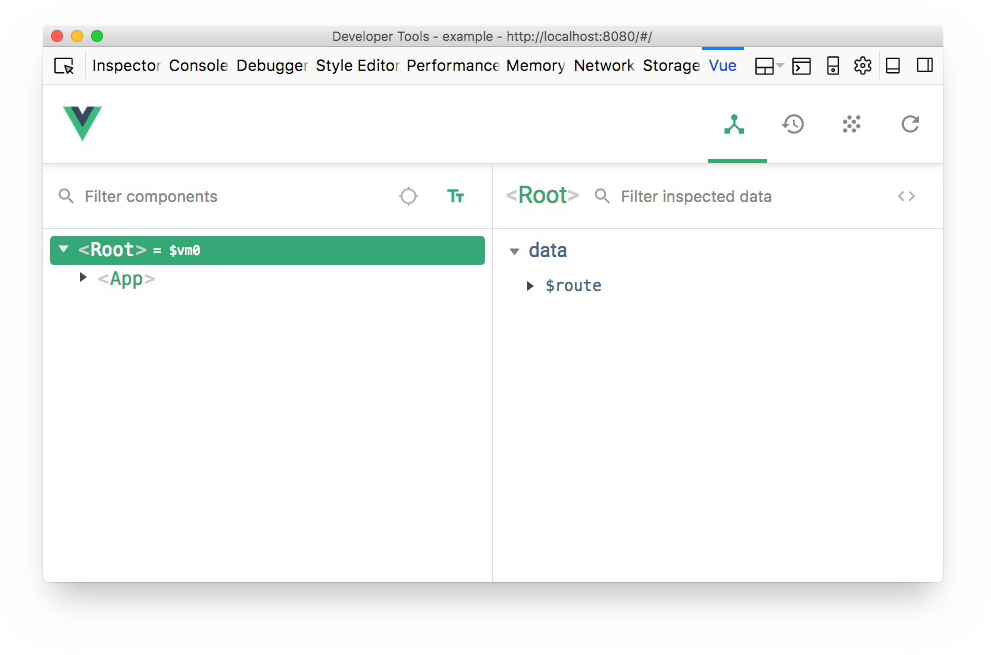 Developer Tools - example - http://localhost:8080/#/
Inspector Console Debugger Style Editor Performance Memory Network Storage Vue
Filter components Tт <Root> Filter inspected data <>
<Root> = $vm0 data
<App> $route